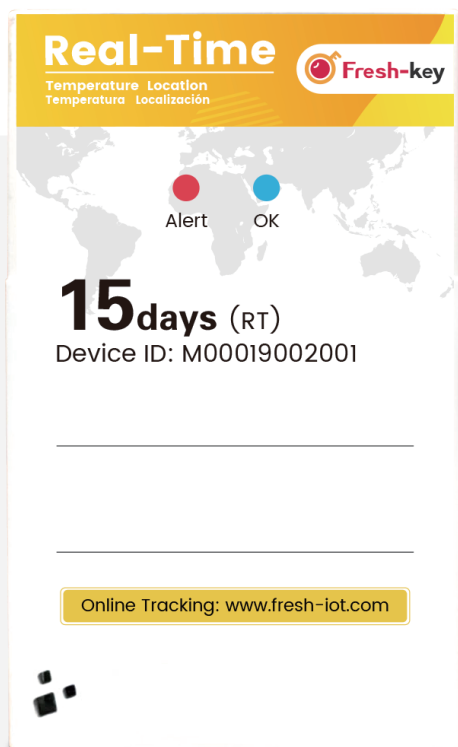 Real-Time
Fresh-key
Temperature Location
Temperatura Localización
Alert OK
15days (RT)
Device ID: M00019002001
Online Tracking: www.fresh-iot.com